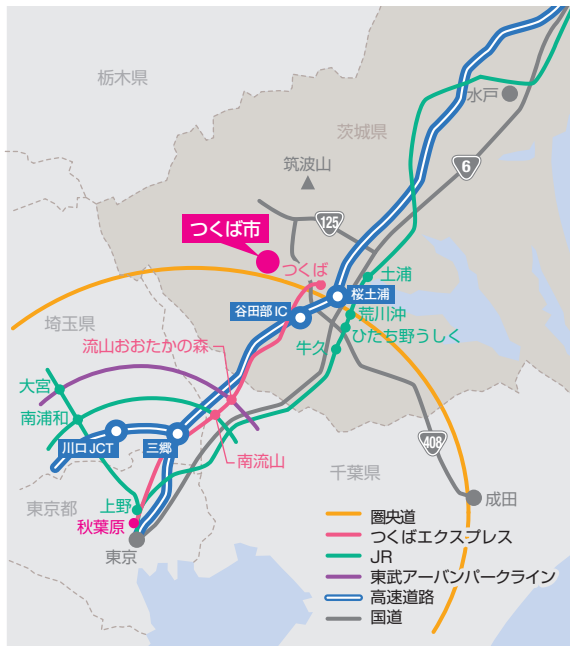 栃木県
水戸
茨城県
筑波山
6
125
つくば市
つくば
土浦
桜土浦
谷田部IC
荒川沖
埼玉県
ひたち野うしく
流山おおたかの森
牛久
大宮
南浦和
川口JCT
三郷
408
南流山
千葉県
成田
東京都
上野
秋葉原
東京
圏央道
つくばエクスプレス
JR
東武アーバンパークライン
高速道路
国道